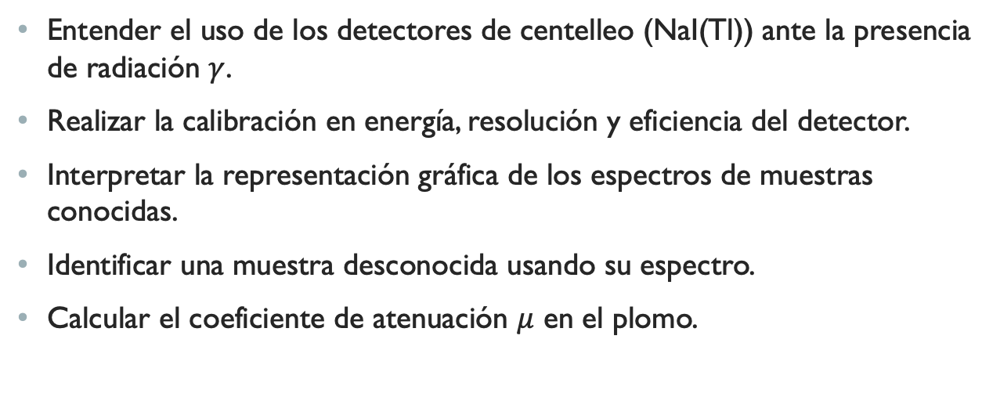 • Entender el uso de los detectores de centelleo (NaI(Tl)) ante la presencia
de radiación γ.
• Realizar la calibración en energía, resolución y eficiencia del detector.
• Interpretar la representación gráfica de los espectros de muestras
conocidas.
• Identificar una muestra desconocida usando su espectro.
• Calcular el coeficiente de atenuación μ en el plomo.